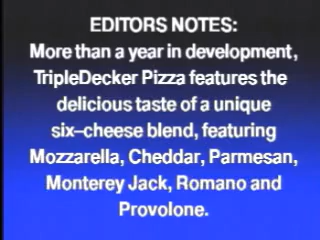 EDITORS NOTES:
More than a year in development,
TripleDecker Pizza features the
delicious taste of a unique
six–cheese blend, featuring
Mozzarella, Cheddar, Parmesan,
Monterey Jack, Romano and
Provolone.